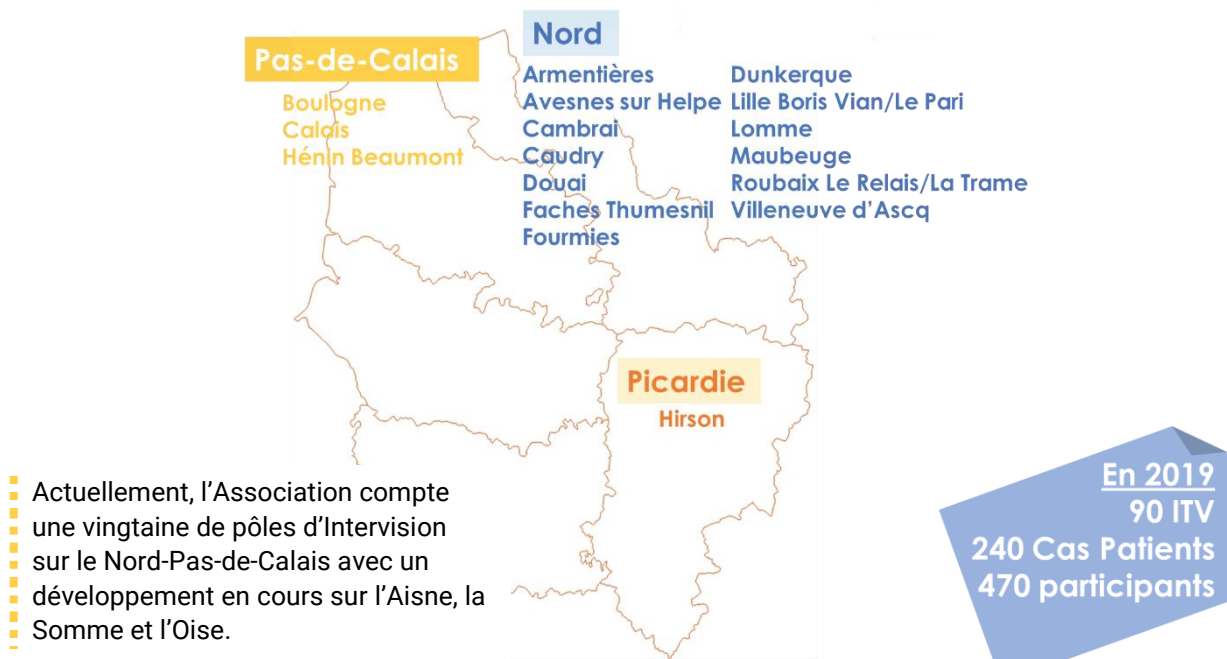 Pas-de-Calais
Boulogne
Calais
Hénin Beaumont
Nord
Armentières
Avesnes sur Helpe
Cambrai
Caudry
Douai
Faches Thumesnil
Fourmies
Dunkerque
Lille Boris Vian/Le Pari
Lomme
Maubeuge
Roubaix Le Relais/La Trame
Villeneuve d’Ascq
Picardie
Hirson
Actuellement, l’Association compte
une vingtaine de pôles d’Intervision
sur le Nord-Pas-de-Calais avec un
développement en cours sur l’Aisne, la
Somme et l’Oise.
En 2019
90 ITV
240 Cas Patients
470 participants